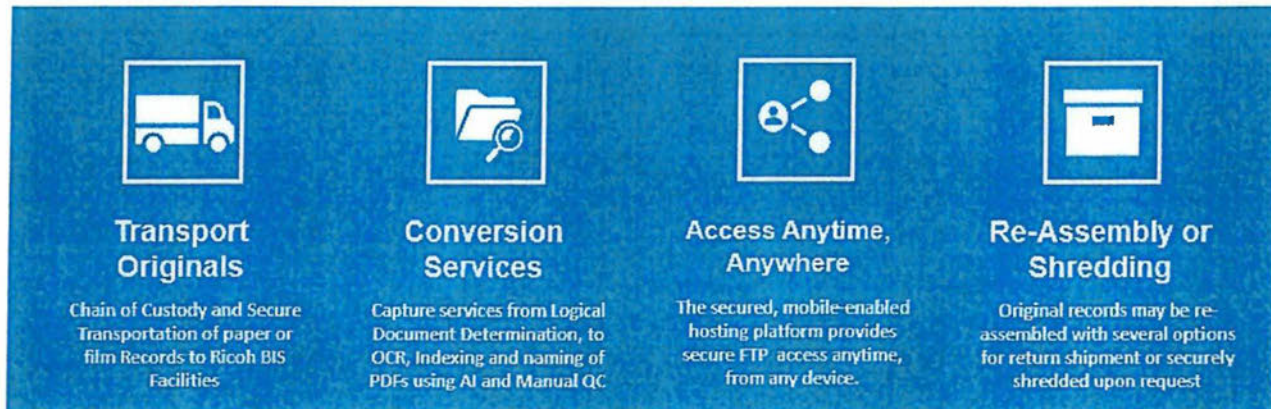 Transport
Originals
Chain of Custody and Secure
Transportation of paper or
film Records to Ricoh BIS
Facilities
Conversion
Services
Capture services from Logical
Document Determination, to
OCR, Indexing and naming of
PDFs using AI and Manual QC
Access Anytime,
Anywhere
The secured, mobile-enabled
hosting platform provides
secure FTP access anytime,
from any device.
Re-Assembly or
Shredding
Original records may be re-
assembled with several options
for return shipment or securely
shredded upon request